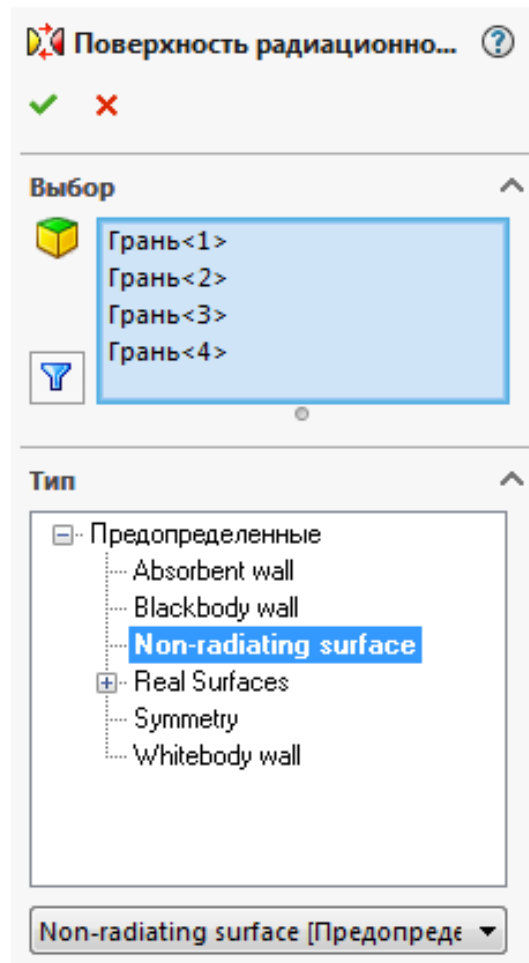 Поверхность радиационно...
Выбор
Грань<1>
Грань<2>
Грань<3>
Грань<4>
Тип
Предопределенные
Absorbent wall
Blackbody wall
Non-radiating surface
Real Surfaces
Symmetry
Whitebody wall
Non-radiating surface [Предопреде